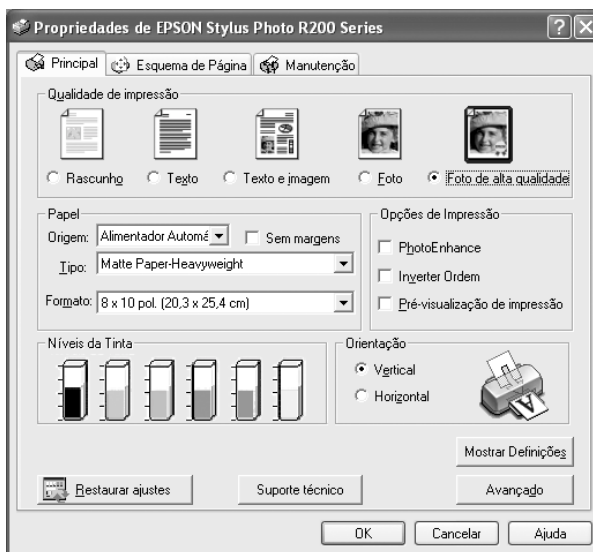 Propriedades de EPSON Stylus Photo R200 Series
Principal Esquema de Página Manutenção
Qualidade de impressão
Rascunho Texto Texto e imagem Foto Foto de alta qualidade
Papel
Origem: Alimentador Automá Sem margens
Tipo: Matte Paper-Heavyweight
Formato: 8 x 10 pol. (20,3 x 25,4 cm)
Opções de Impressão
PhotoEnhance
Inverter Ordem
Pré-visualização de impressão
Níveis da Tinta
Orientação
Vertical
Horizontal
A
Mostrar Definições
Restaurar ajustes Suporte técnico Avançado
OK Cancelar Ajuda